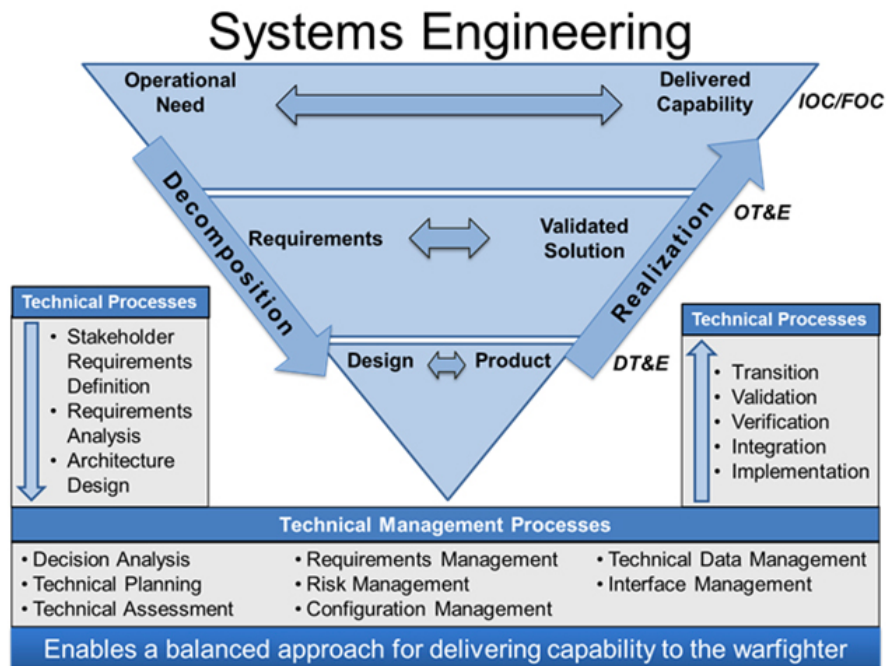 Systems Engineering
Operational
Need
Delivered
Capability
IOC/FOC
Decomposition
Realization
OT&E
Requirements
Validated
Solution
Design
Product
DT&E
Technical Processes
• Stakeholder
Requirements
Definition
• Requirements
Analysis
• Architecture
Design
Technical Processes
• Transition
• Validation
• Verification
• Integration
• Implementation
Technical Management Processes
• Decision Analysis
• Technical Planning
• Technical Assessment
• Requirements Management
• Risk Management
• Configuration Management
• Technical Data Management
• Interface Management
Enables a balanced approach for delivering capability to the warfighter